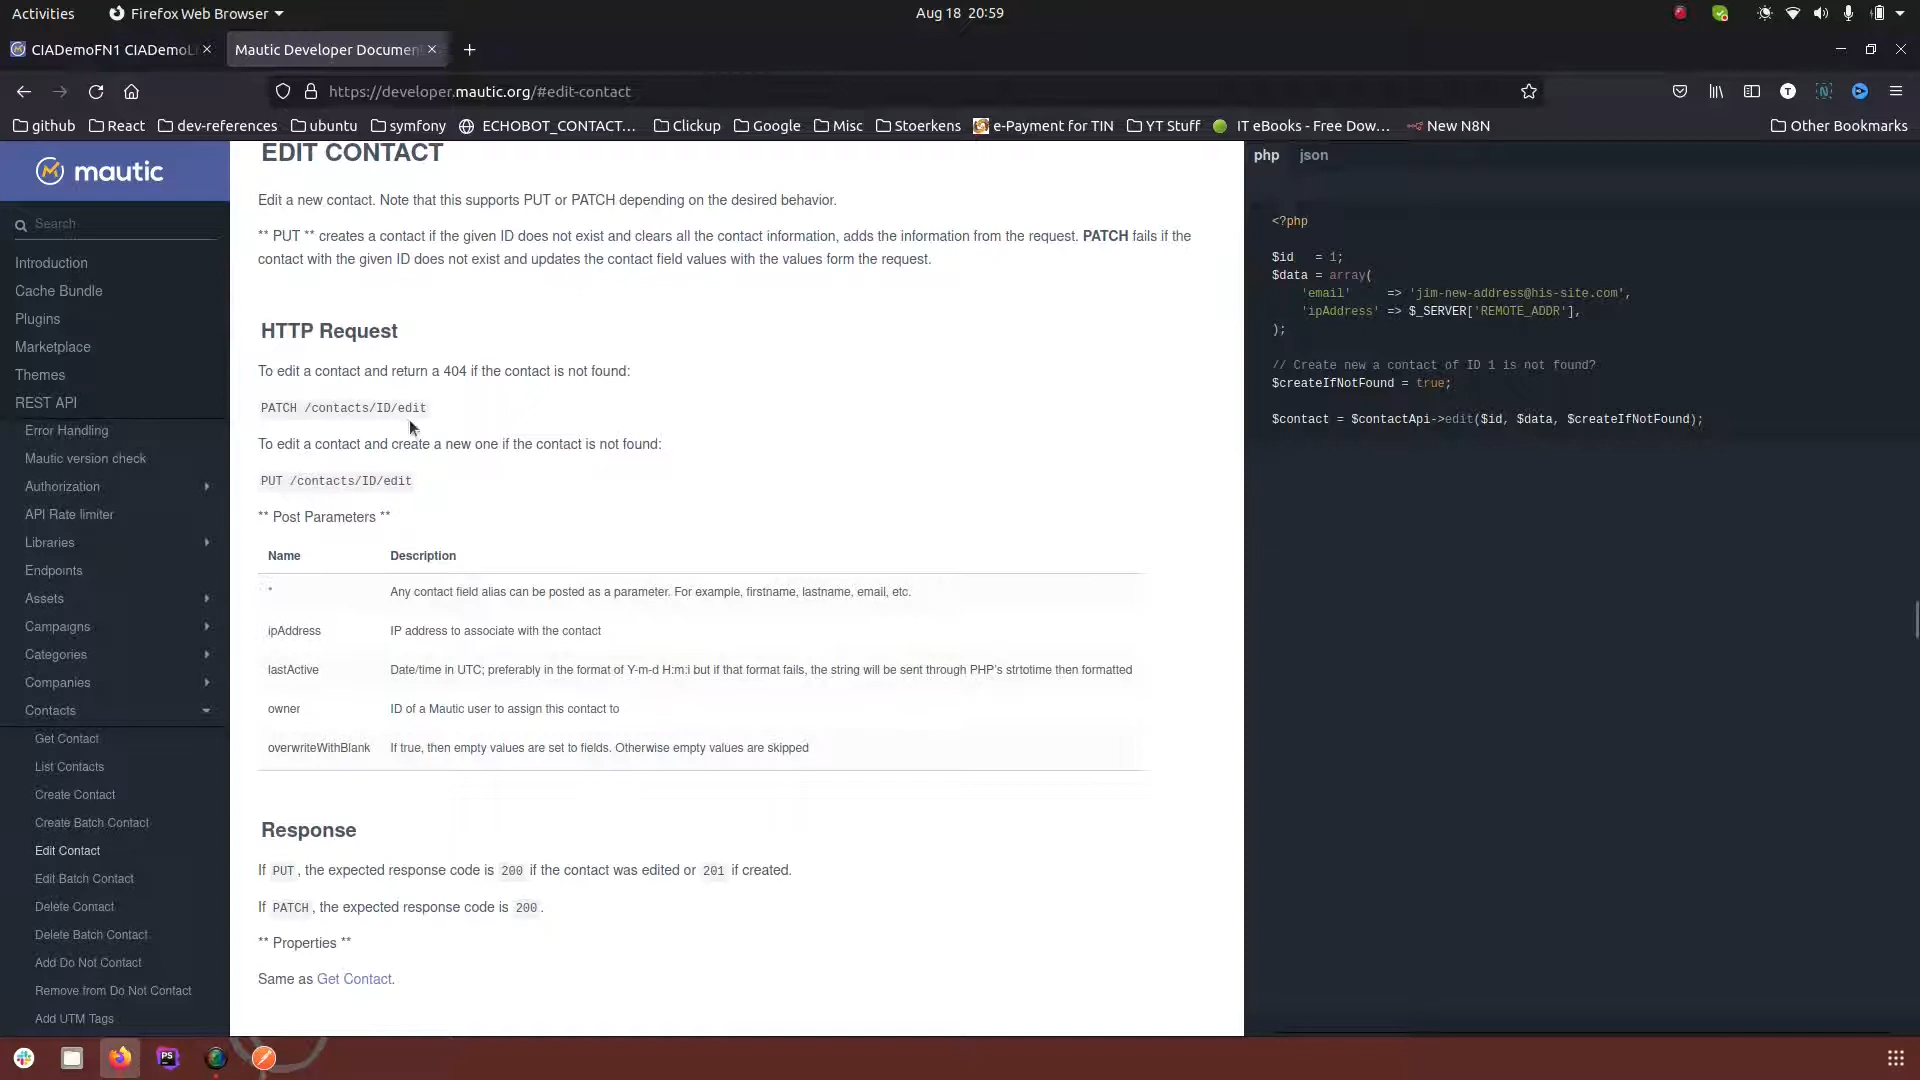 Activities
Firefox Web Browser
Aug 18 20:59
CIADemoFN1 CIADemoL
Mautic Developer Documen
https://developer.mautic.org/#edit-contact
github
React
dev-references
ubuntu
symfony
ECHOBOT_CONTACT...
Clickup
Google
Misc
Stoerkens
e-Payment for TIN
YT Stuff
IT eBooks - Free Dow...
New N8N
Other Bookmarks
mautic
Search
Introduction
Cache Bundle
Plugins
Marketplace
Themes
REST API
Error Handling
Mautic version check
Authorization
API Rate limiter
Libraries
Endpoints
Assets
Campaigns
Categories
Companies
Contacts
Get Contact
List Contacts
Create Contact
Create Batch Contact
Edit Contact
Edit Batch Contact
Delete Contact
Delete Batch Contact
Add Do Not Contact
Remove from Do Not Contact
Add UTM Tags
EDIT CONTACT
Edit a new contact. Note that this supports PUT or PATCH depending on the desired behavior.
** PUT ** creates a contact if the given ID does not exist and clears all the contact information, adds the information from the request. PATCH fails if the
contact with the given ID does not exist and updates the contact field values with the values form the request.
HTTP Request
To edit a contact and return a 404 if the contact is not found:
PATCH /contacts/ID/edit
To edit a contact and create a new one if the contact is not found:
PUT /contacts/ID/edit
** Post Parameters **
Name Description
* Any contact field alias can be posted as a parameter. For example, firstname, lastname, email, etc.
ipAddress IP address to associate with the contact
lastActive Date/time in UTC; preferably in the format of Y-m-d H:m:i but if that format fails, the string will be sent through PHP's strtotime then formatted
owner ID of a Mautic user to assign this contact to
overwriteWithBlank If true, then empty values are set to fields. Otherwise empty values are skipped
Response
If PUT, the expected response code is 200 if the contact was edited or 201 if created.
If PATCH, the expected response code is 200.
** Properties **
Same as Get Contact.
php json
<?php
$id = 1;
$data = array(
'email' => 'jim-new-address@his-site.com',
'ipAddress' => $_SERVER['REMOTE_ADDR'],
);
// Create new a contact of ID 1 is not found?
$createIfNotFound = true;
$contact = $contactApi->edit($id, $data, $createIfNotFound);